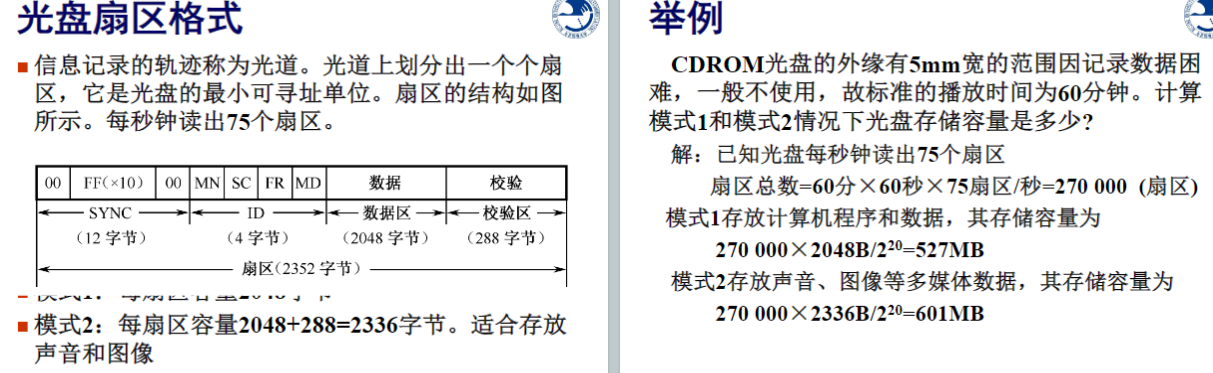 光盘扇区格式
信息记录的轨迹称为光道。光道上划分出一个个扇
区，它是光盘的最小可寻址单位。扇区的结构如图
所示。每秒钟读出75个扇区。
00 FF(×10) 00 MN SC FR MD 数据 校验
SYNC ID 数据区 校验区
(12 字节) (4 字节) (2048 字节) (288 字节)
扇区(2352 字节)
模式2：每扇区容量2048+288=2336字节。适合存放
声音和图像
举例
CDROM光盘的外缘有5mm宽的范围因记录数据困
难，一般不使用，故标准的播放时间为60分钟。计算
模式1和模式2情况下光盘存储容量是多少?
解：已知光盘每秒钟读出75个扇区
扇区总数=60分×60秒×75扇区/秒=270 000 (扇区)
模式1存放计算机程序和数据，其存储容量为
270 000×2048B/2²⁰=527MB
模式2存放声音、图像等多媒体数据，其存储容量为
270 000×2336B/2²⁰=601MB